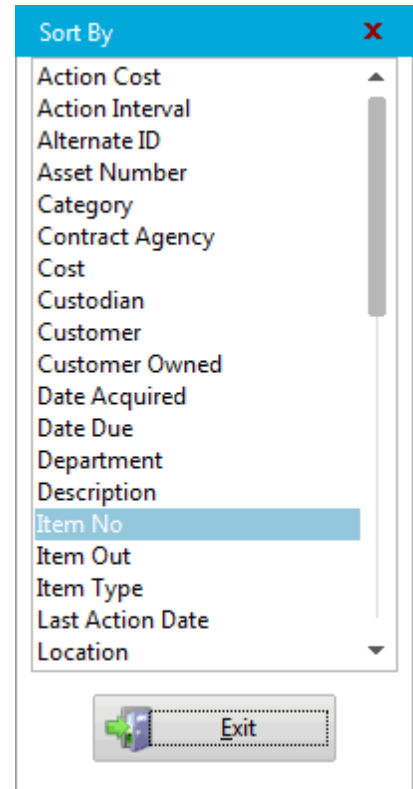 Sort By
Action Cost
Action Interval
Alternate ID
Asset Number
Category
Contract Agency
Cost
Custodian
Customer
Customer Owned
Date Acquired
Date Due
Department
Description
Item No
Item Out
Item Type
Last Action Date
Location
Exit